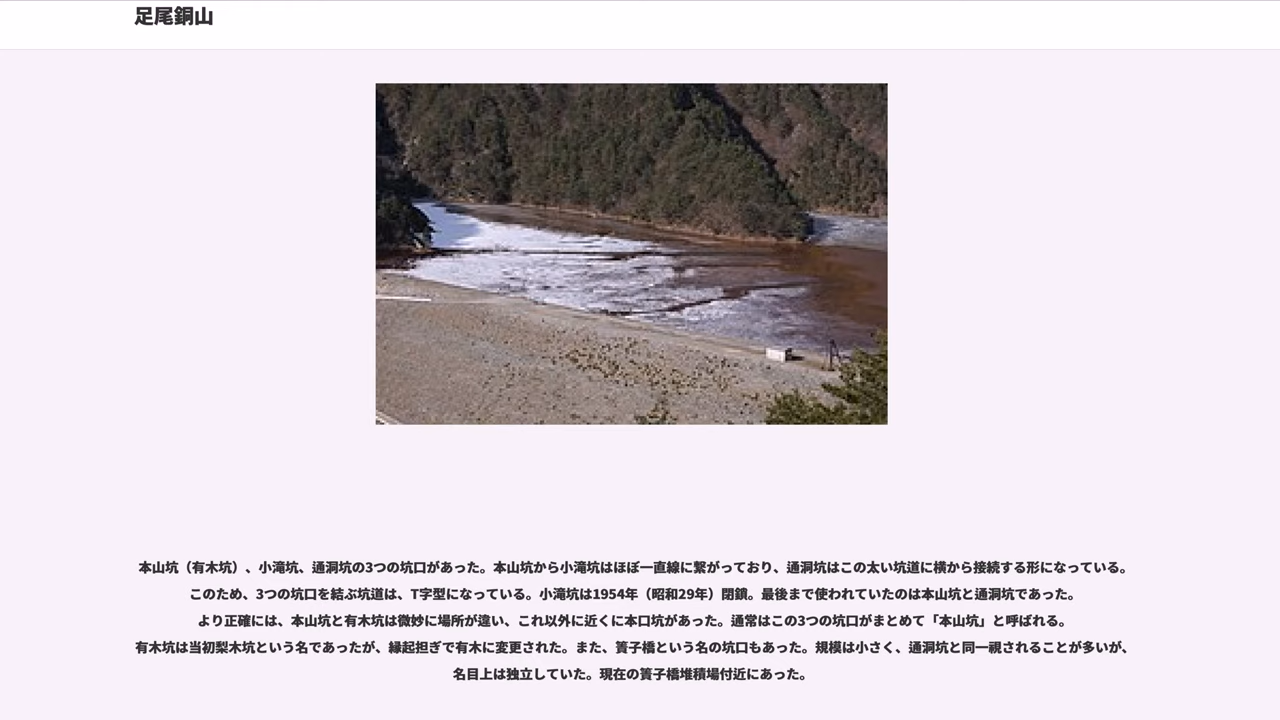 足尾銅山
本山坑（有木坑）、小滝坑、通洞坑の3つの坑口があった。本山坑から小滝坑はほぼ一直線に繋がっており、通洞坑はこの太い坑道に横から接続する形になっている。
このため、3つの坑口を結ぶ坑道は、T字型になっている。小滝坑は1954年（昭和29年）閉鎖。最後まで使われていたのは本山坑と通洞坑であった。
より正確には、本山坑と有木坑は微妙に場所が違い、これ以外に近くに本口坑があった。通常はこの3つの坑口がまとめて「本山坑」と呼ばれる。
有木坑は当初梨木坑という名であったが、縁起担ぎで有木に変更された。また、簀子橋という名の坑口もあった。規模は小さく、通洞坑と同一視されることが多いが、
名目上は独立していた。現在の簀子橋堆積場付近にあった。